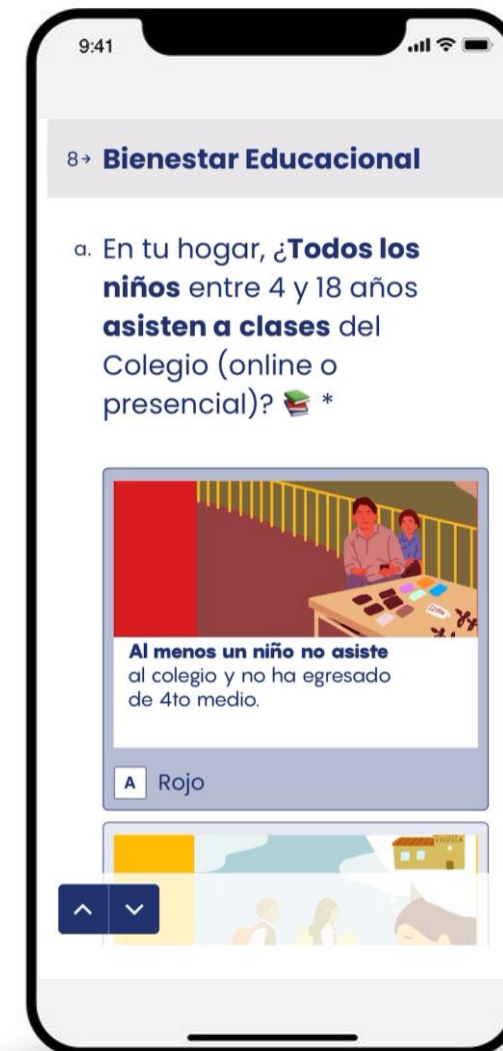 9:41
8→ Bienestar Educacional
a. En tu hogar, ¿Todos los
niños entre 4 y 18 años
asisten a clases del
Colegio (online o
presencial)? 📚 *
Al menos un niño no asiste
al colegio y no ha egresado
de 4to medio.
A Rojo
ESCUELA